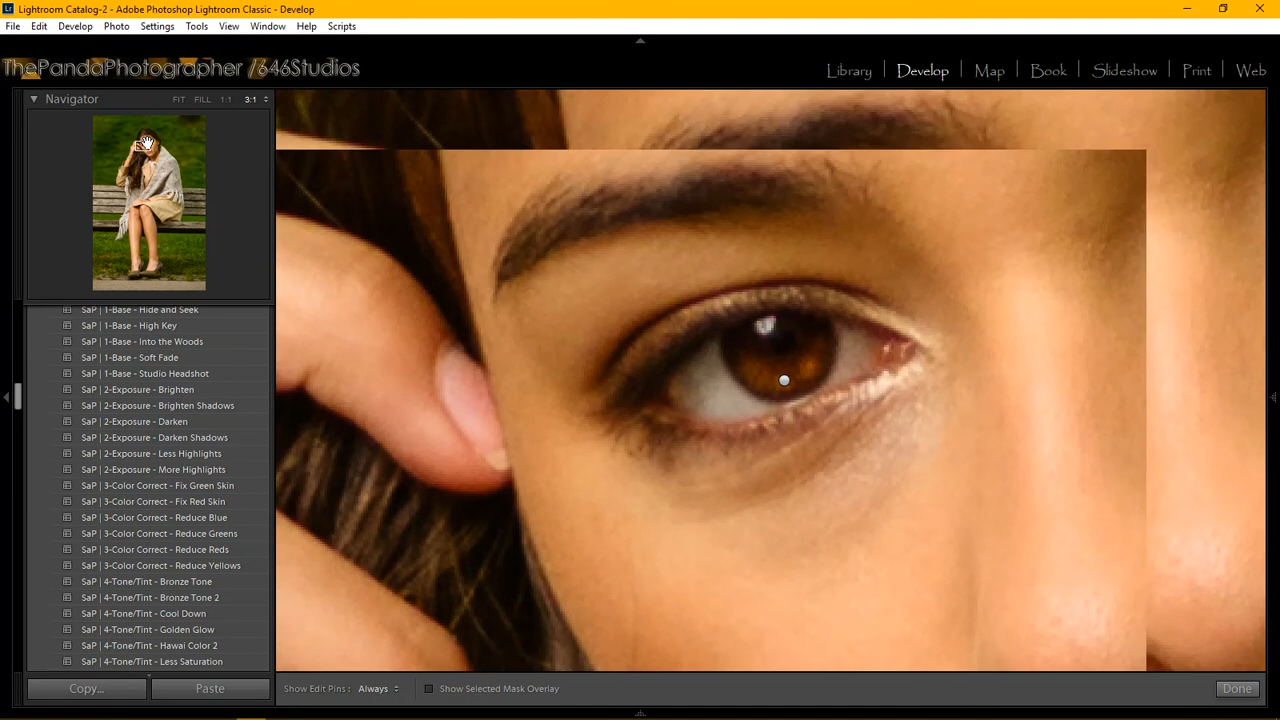 Lightroom Catalog-2 - Adobe Photoshop Lightroom Classic - Develop
File Edit Develop Photo Settings Tools View Window Help Scripts
ThePandaPhotographer /646Studios
Library Develop Map Book Slideshow Print Web
Navigator FIT FILL 1:1 3:1
SaP | 1-Base - Hide and Seek
SaP | 1-Base - High Key
SaP | 1-Base - Into the Woods
SaP | 1-Base - Soft Fade
SaP | 1-Base - Studio Headshot
SaP | 2-Exposure - Brighten
SaP | 2-Exposure - Brighten Shadows
SaP | 2-Exposure - Darken
SaP | 2-Exposure - Darken Shadows
SaP | 2-Exposure - Less Highlights
SaP | 2-Exposure - More Highlights
SaP | 3-Color Correct - Fix Green Skin
SaP | 3-Color Correct - Fix Red Skin
SaP | 3-Color Correct - Reduce Blue
SaP | 3-Color Correct - Reduce Greens
SaP | 3-Color Correct - Reduce Reds
SaP | 3-Color Correct - Reduce Yellows
SaP | 4-Tone/Tint - Bronze Tone
SaP | 4-Tone/Tint - Bronze Tone 2
SaP | 4-Tone/Tint - Cool Down
SaP | 4-Tone/Tint - Golden Glow
SaP | 4-Tone/Tint - Hawai Color 2
SaP | 4-Tone/Tint - Less Saturation
Copy... Paste Show Edit Pins : Always Show Selected Mask Overlay Done